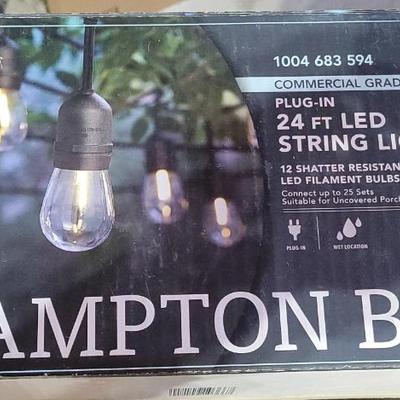 1004 683 594
COMMERCIAL GRAD
PLUG-IN
24 FT LED
STRING LI
12 SHATTER RESISTAN
LED FILAMENT BULBS
Connect up to 25 Sets
Suitable for Uncovered Porch
PLUG-IN WET LOCATION
AMPTON B